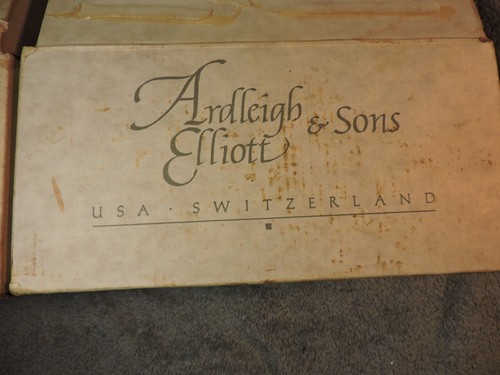 Ardleigh
Elliott & Sons
USA · SWITZERLAND